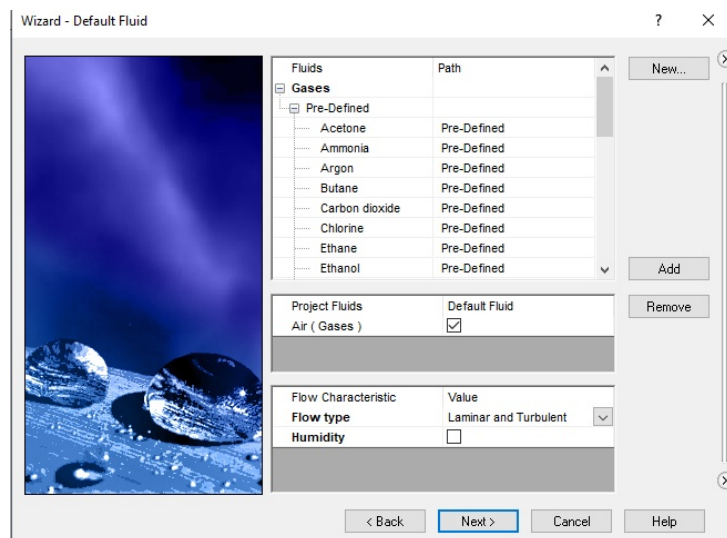 Wizard - Default Fluid ? X
Fluids Path
Gases
Pre-Defined
Acetone Pre-Defined
Ammonia Pre-Defined
Argon Pre-Defined
Butane Pre-Defined
Carbon dioxide Pre-Defined
Chlorine Pre-Defined
Ethane Pre-Defined
Ethanol Pre-Defined
New...
Add
Project Fluids Default Fluid
Air ( Gases )
Remove
Flow Characteristic Value
Flow type Laminar and Turbulent
Humidity
< Back Next > Cancel Help